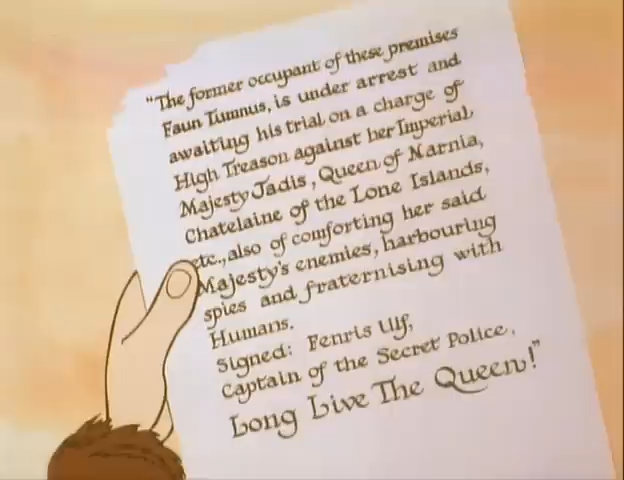 "The former occupant of these premises
Faun Tumnus, is under arrest and
awaiting his trial on a charge of
High Treason against her Imperial
Majesty Jadis, Queen of Narnia,
Chatelaine of the Lone Islands,
etc., also of comforting her said
Majesty's enemies, harbouring
spies and fraternising with
Humans.
Signed: Fenris Ulf,
Captain of the Secret Police.
Long Live The Queen!"